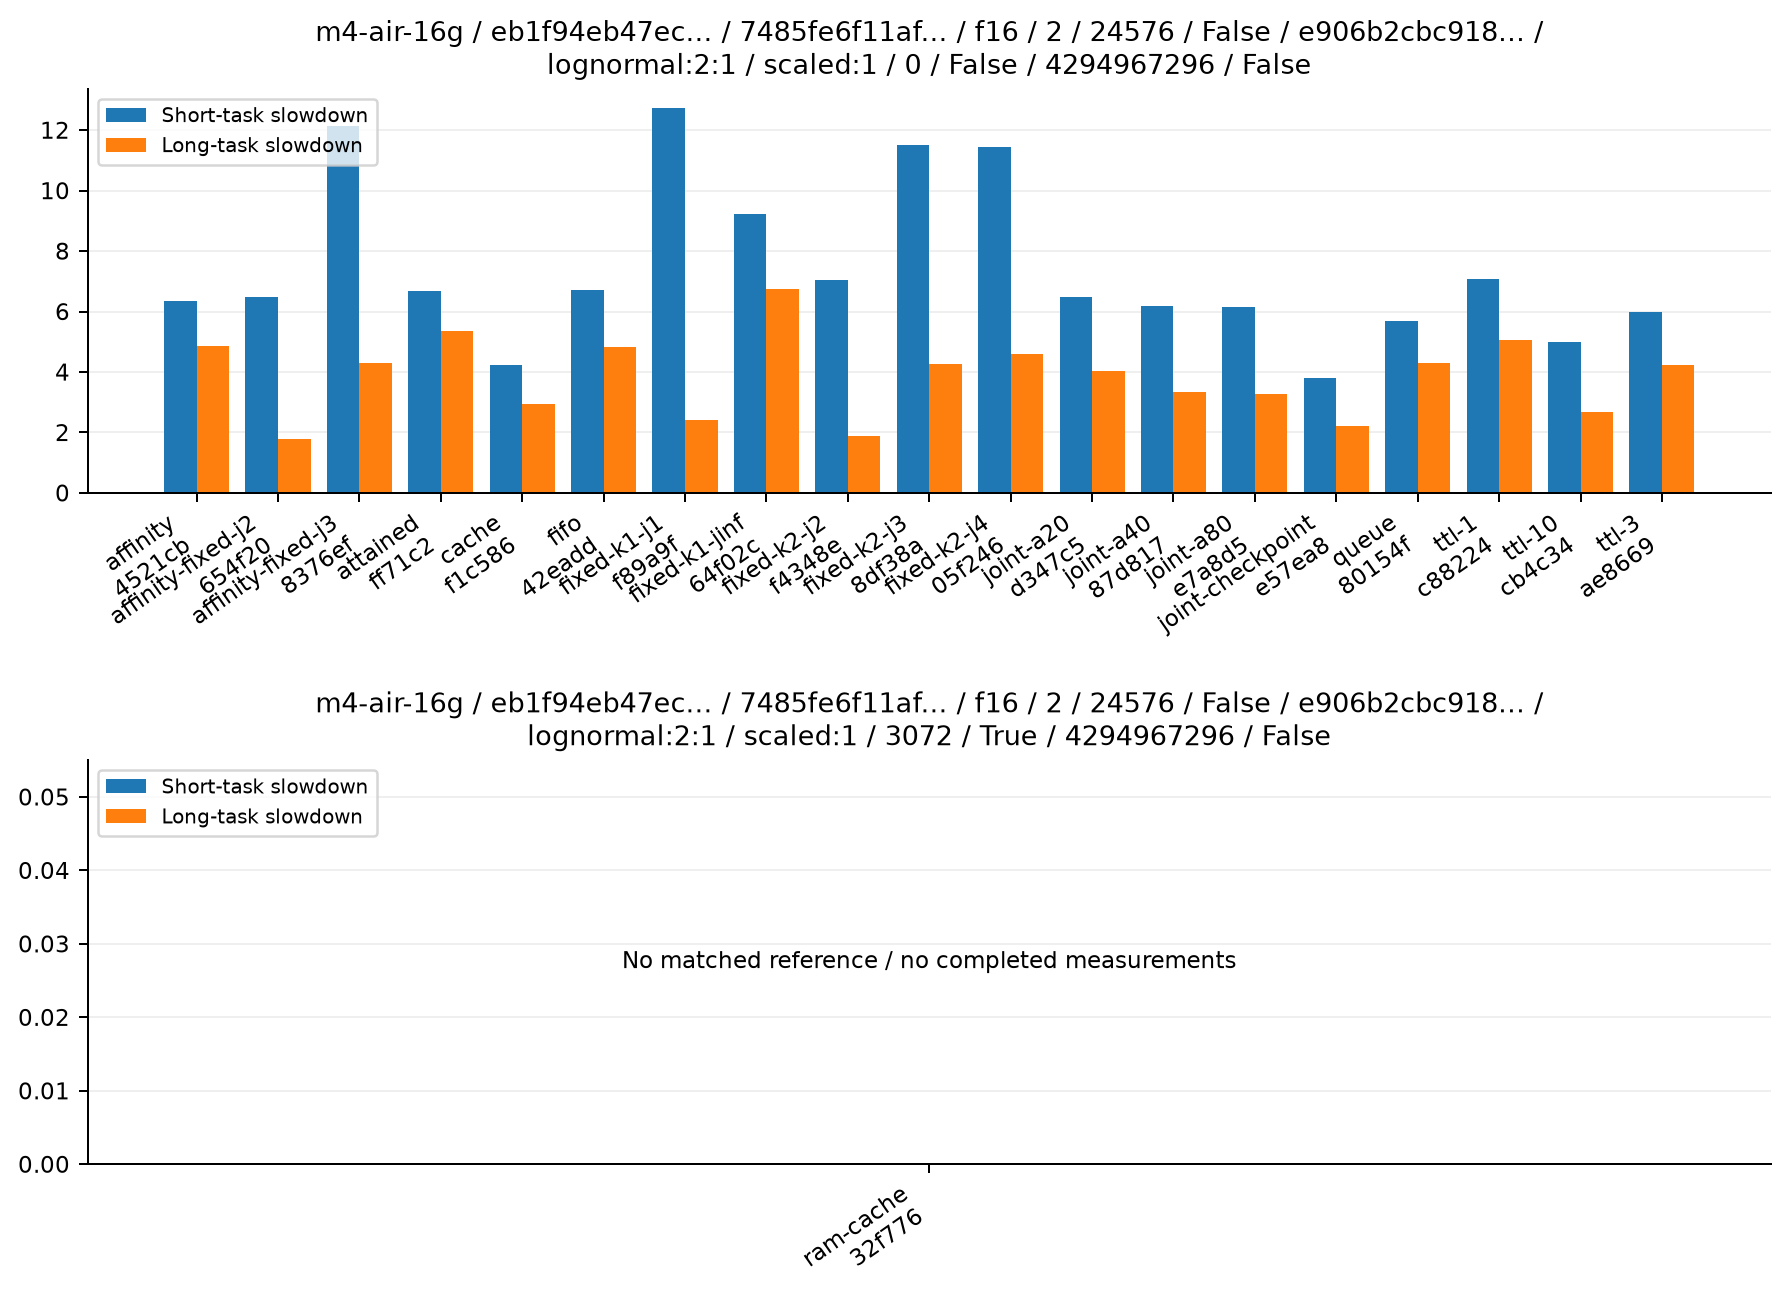 m4-air-16g / eb1f94eb47ec... / 7485fe6f11af... / f16 / 2 / 24576 / False / e906b2cbc918... /
lognormal:2:1 / scaled:1 / 0 / False / 4294967296 / False
Short-task slowdown
Long-task slowdown
12
10
8
6
4
2
0
affinity
4521cb
affinity-fixed-j2
654f20
affinity-fixed-j3
8376ef
attained
ff71c2
cache
f1c586
fifo
42eadd
fixed-k1-j1
f89a9f
fixed-k1-jinf
64f02c
fixed-k2-j2
f4348e
fixed-k2-j3
8df38a
fixed-k2-j4
05f246
joint-a20
d347c5
joint-a40
87d817
joint-a80
e7a8d5
joint-checkpoint
e57ea8
queue
80154f
ttl-1
c88224
ttl-10
cb4c34
ttl-3
ae8669
m4-air-16g / eb1f94eb47ec... / 7485fe6f11af... / f16 / 2 / 24576 / False / e906b2cbc918... /
lognormal:2:1 / scaled:1 / 3072 / True / 4294967296 / False
Short-task slowdown
Long-task slowdown
0.05
0.04
0.03
No matched reference / no completed measurements
0.02
0.01
0.00
ram-cache
32f776